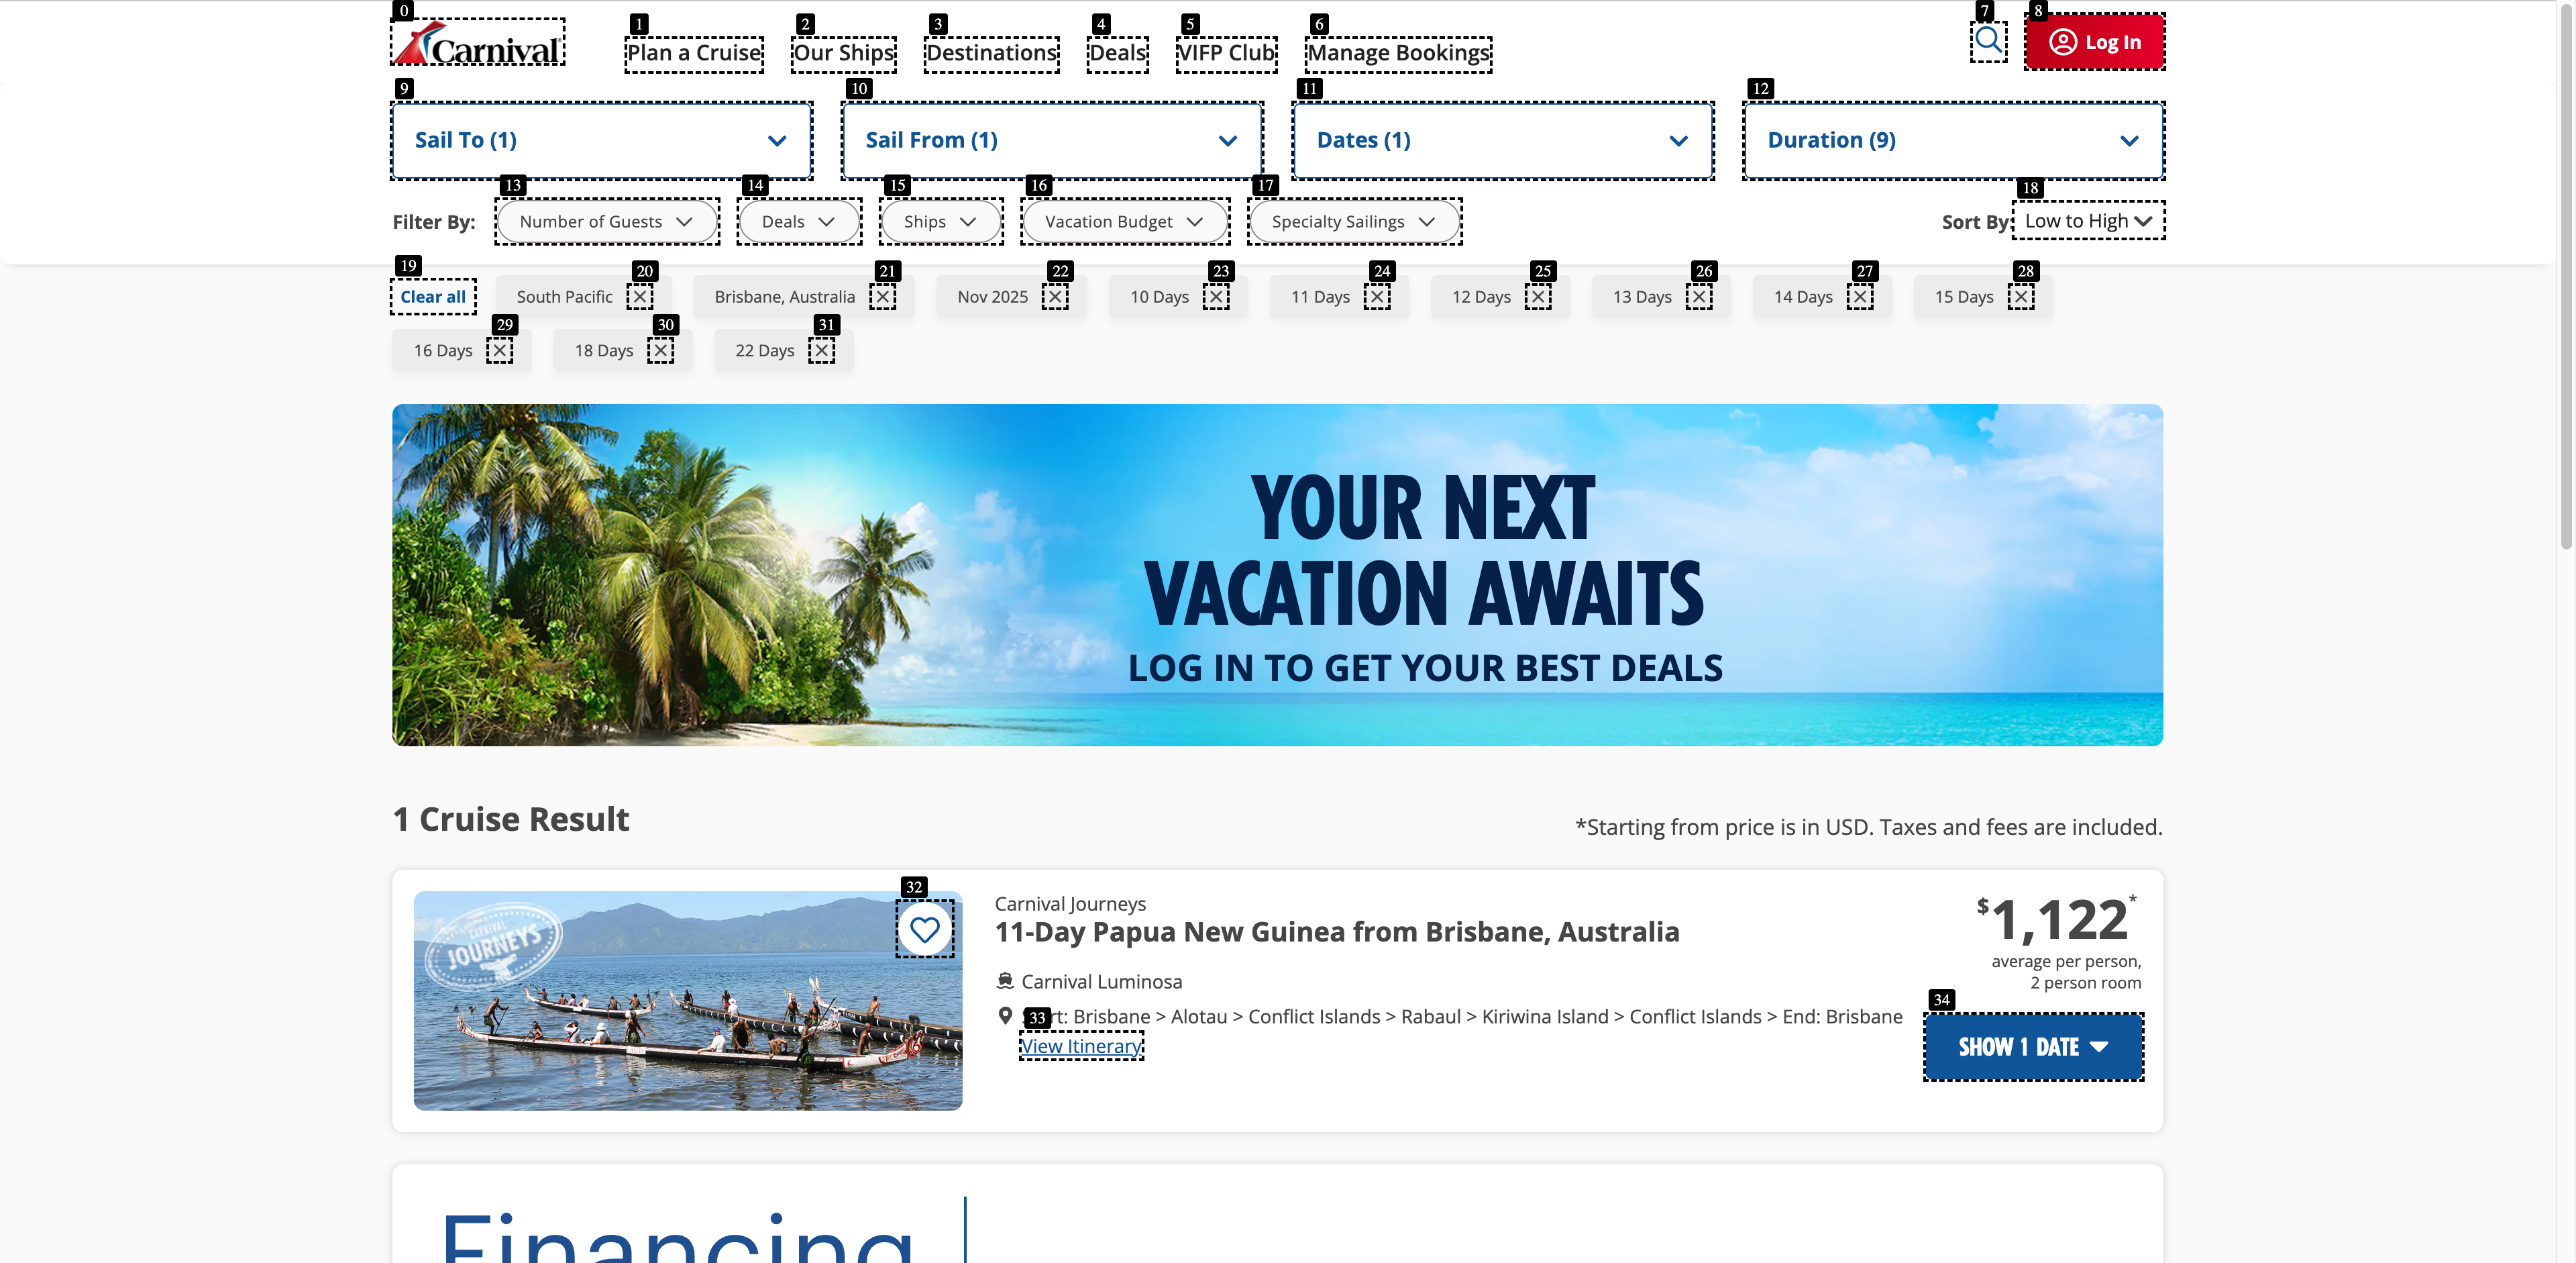 0 1 2 3 4 5 6 7 8
Carnival Plan a Cruise Our Ships Destinations Deals VIFP Club Manage Bookings Log In
9 10 11 12
Sail To (1) Sail From (1) Dates (1) Duration (9)
13 14 15 16 17 18
Filter By: Number of Guests Deals Ships Vacation Budget Specialty Sailings Sort By: Low to High
19 20 21 22 23 24 25 26 27 28
Clear all South Pacific Brisbane, Australia Nov 2025 10 Days 11 Days 12 Days 13 Days 14 Days 15 Days
29 30 31
16 Days 18 Days 22 Days
YOUR NEXT
VACATION AWAITS
LOG IN TO GET YOUR BEST DEALS
1 Cruise Result
*Starting from price is in USD. Taxes and fees are included.
32
CARNIVAL
JOURNEYS
Carnival Journeys
11-Day Papua New Guinea from Brisbane, Australia
Carnival Luminosa
33
: Brisbane > Alotau > Conflict Islands > Rabaul > Kiriwina Island > Conflict Islands > End: Brisbane
View Itinerary
$1,122*
average per person,
2 person room
34
SHOW 1 DATE
Financing